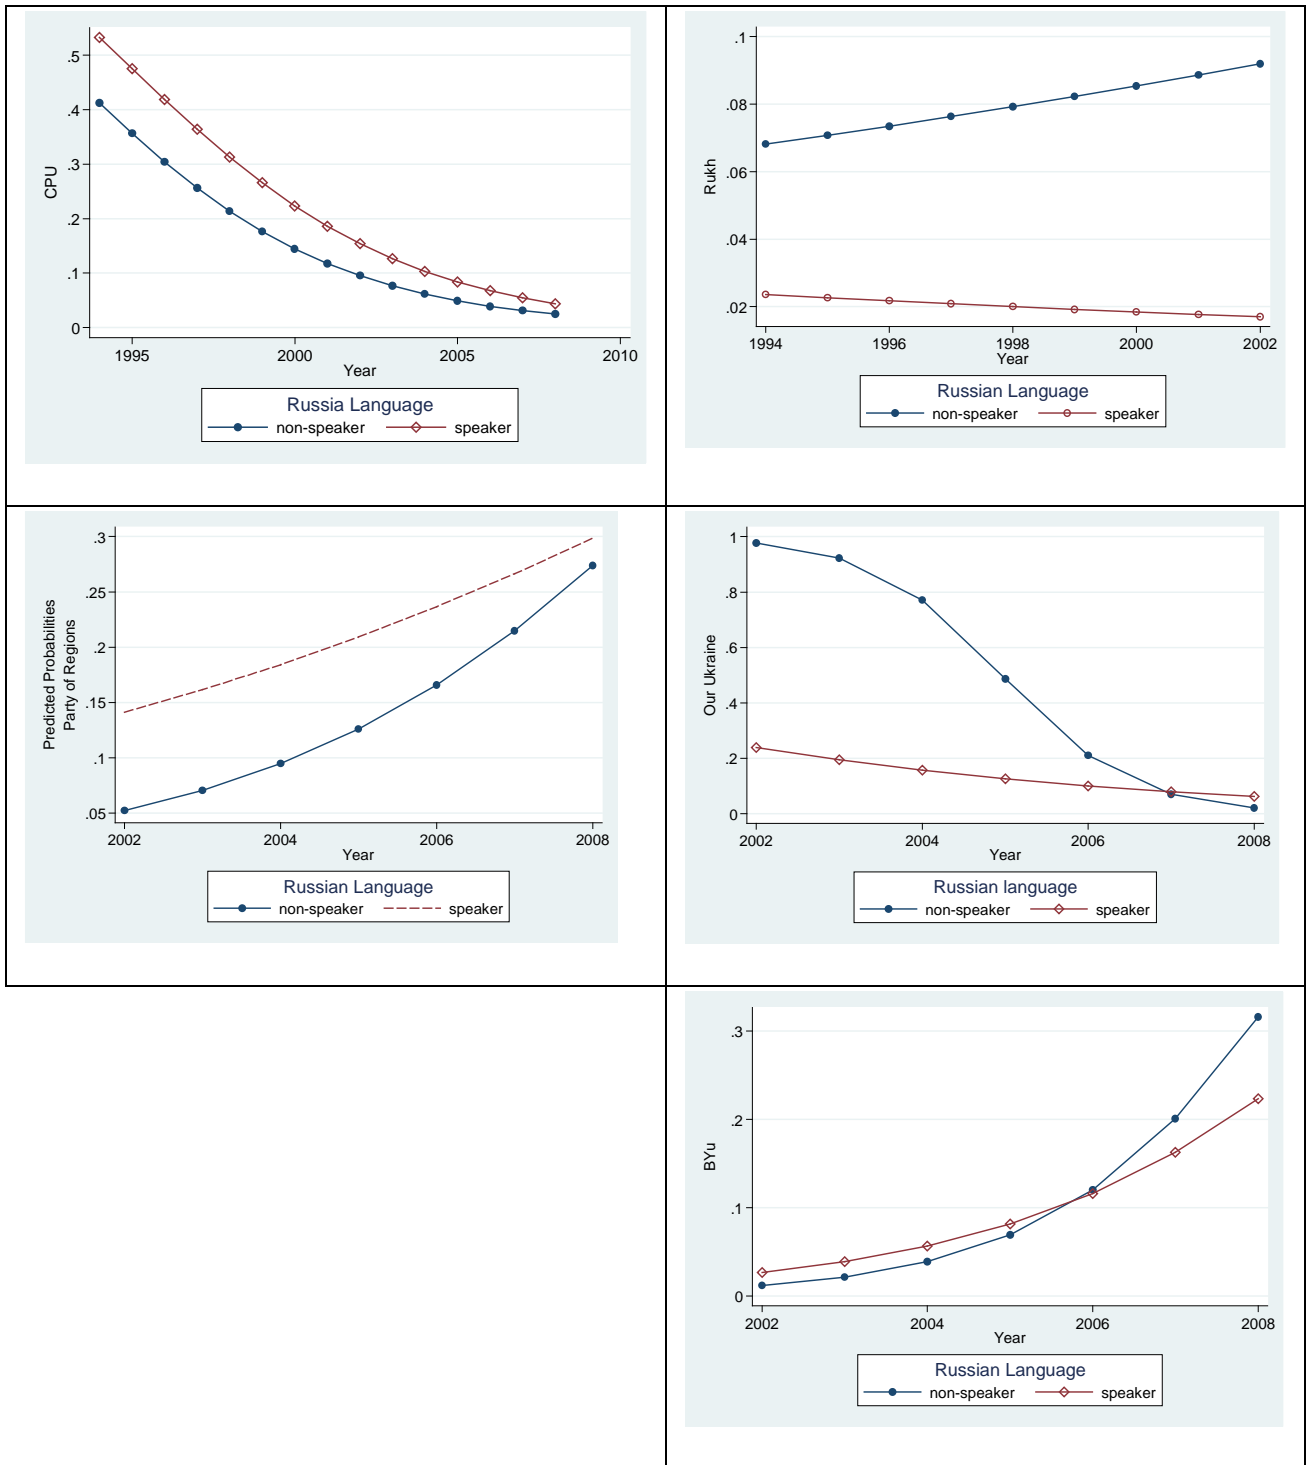 CPU
.5
.4
.3
.2
.1
0
1995 2000 2005 2010
Year
Russia Language
non-speaker speaker
Rukh
.1
.08
.06
.04
.02
1994 1996 1998 2000 2002
Year
Russian Language
non-speaker speaker
Predicted Probabilities
Party of Regions
.3
.25
.2
.15
.1
.05
2002 2004 2006 2008
Year
Russian Language
non-speaker speaker
Our Ukraine
1
.8
.6
.4
.2
0
2002 2004 2006 2008
Year
Russian language
non-speaker speaker
BYu
.3
.2
.1
0
2002 2004 2006 2008
Year
Russian Language
non-speaker speaker